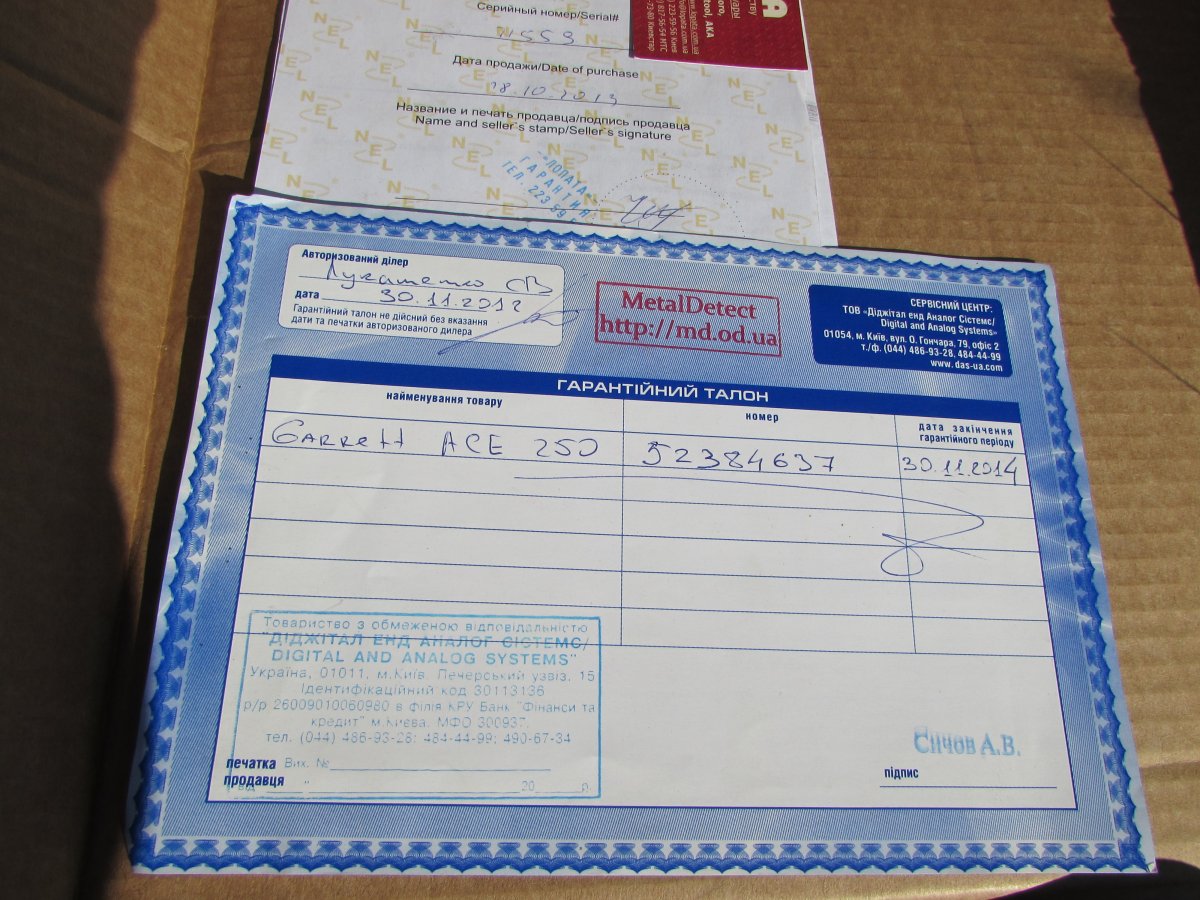 Серийный номер/Serial#
N553
Дата продажи/Date of purchase
28.10.2013
Название и печать продавца/подпись продавца
Name and seller`s stamp/Seller`s signature
"ЛОПАТА"
ГАРАНТИЯ
ТЕЛ. 223 59
NEL
Авторизований ділер
дата 30.11.2012
Гарантійний талон не дійсний без вказання
дати та печатки авторизованого дилера
MetalDetect
http://md.od.ua
СЕРВІСНИЙ ЦЕНТР:
ТОВ «Діджітал енд Аналог Сістемс/
Digital and Analog Systems»
01054, м. Київ, вул. О. Гончара, 79, офіс 2
т./ф. (044) 486-93-28, 484-44-99
www.das-ua.com
ГАРАНТІЙНИЙ ТАЛОН
найменування товару
номер
дата закінчення
гарантійного періоду
Garrett ACE 250
52384637
30.11.2014
Товариство з обмеженою відповідальністю
"ДІДЖІТАЛ ЕНД АНАЛОГ СІСТЕМС/
DIGITAL AND ANALOG SYSTEMS"
Україна, 01011, м.Київ, Печерський узвіз, 15
Ідентифікаційний код 30113136
р/р 26009010060980 в філія КРУ Банк "Фінанси та
кредит" м.Києва, МФО 300937,
тел. (044) 486-93-28; 484-44-99; 490-67-34
Вих. №
20 р.
печатка
продавця
Сичов А.В.
підпис